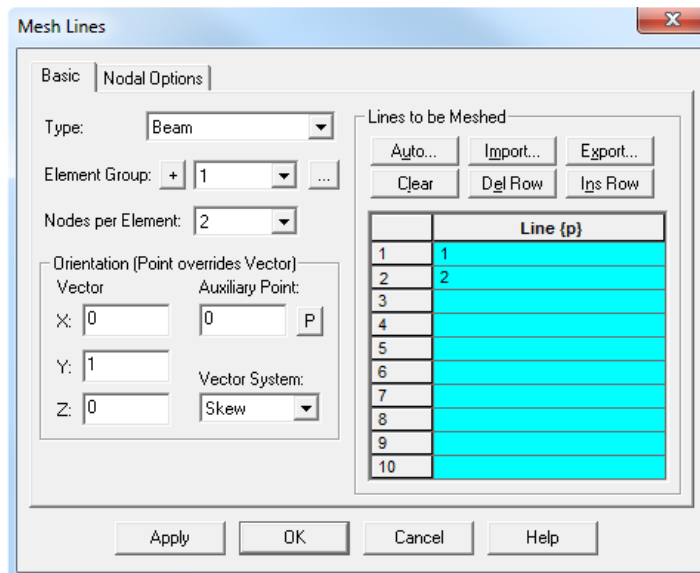 Mesh Lines
X
Basic
Nodal Options
Type: Beam
Element Group: + 1 ...
Nodes per Element: 2
Orientation (Point overrides Vector)
Vector
Auxiliary Point:
X: 0
0
P
Y: 1
Vector System:
Z: 0
Skew
Lines to be Meshed
Auto... Import... Export...
Clear Del Row Ins Row
Line {p}
1 1
2 2
3
4
5
6
7
8
9
10
Apply OK Cancel Help